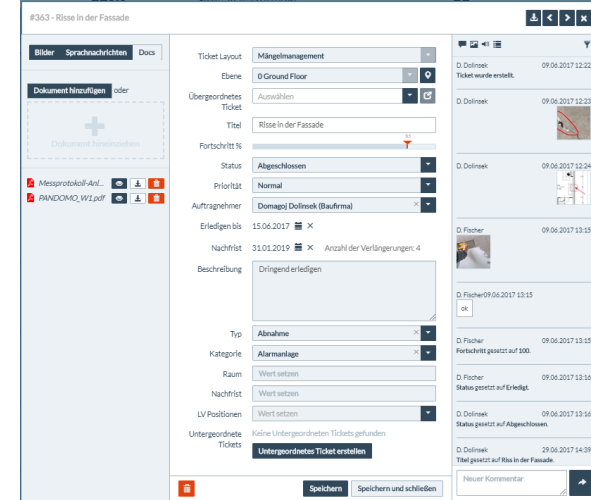 #363 - Risse in der Fassade
Bilder Sprachnachrichten Docs
Dokument hinzufügen oder
Dokument hineinziehen
Messprotokoll-Anl...
PANDOMO_W1.pdf
Ticket Layout Mängelmanagement
Ebene 0 Ground Floor
Übergeordnetes Ticket Auswählen
Titel Risse in der Fassade
Fortschritt %
Status Abgeschlossen
Priorität Normal
Auftragnehmer Domagoj Dolinsek (Baufirma)
Erledigen bis 15.06.2017
Nachfrist 31.01.2019 Anzahl der Verlängerungen: 4
Beschreibung Dringend erledigen
Typ Abnahme
Kategorie Alarmanlage
Raum Wert setzen
Nachfrist Wert setzen
LV Positionen Wert setzen
Untergeordnete Tickets Keine Untergeordneten Tickets gefunden
Untergeordnetes Ticket erstellen
Speichern Speichern und schließen
D. Dolinsek 09.06.2017 12:22
Ticket wurde erstellt.
D. Dolinsek 09.06.2017 12:23
D. Dolinsek 09.06.2017 12:24
D. Fischer 09.06.2017 13:15
D. Fischer09.06.2017 13:15
ok
D. Fischer 09.06.2017 13:15
Fortschritt gesetzt auf 100.
D. Fischer 09.06.2017 13:16
Status gesetzt auf Erledigt.
D. Dolinsek 09.06.2017 13:16
Status gesetzt auf Abgeschlossen.
D. Dolinsek 29.06.2017 14:39
Titel gesetzt auf Riss in der Fassade.
Neuer Kommentar